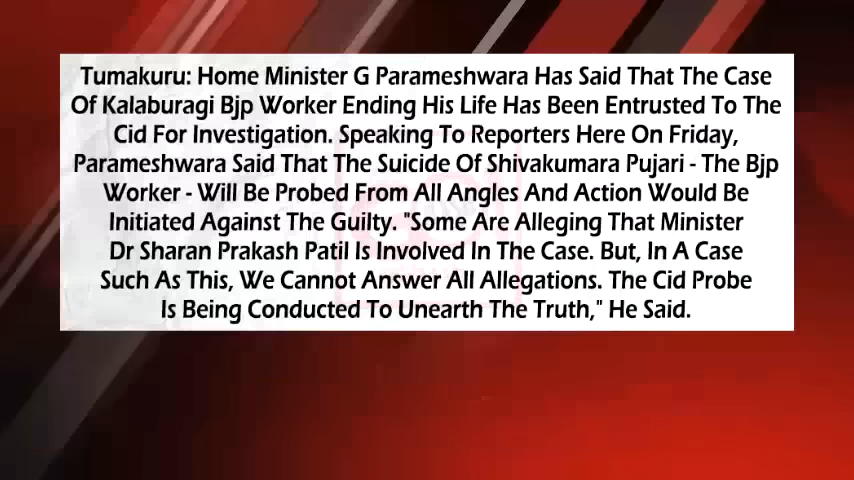 Tumakuru: Home Minister G Parameshwara Has Said That The Case
Of Kalaburagi Bjp Worker Ending His Life Has Been Entrusted To The
Cid For Investigation. Speaking To Reporters Here On Friday,
Parameshwara Said That The Suicide Of Shivakumara Pujari - The Bjp
Worker - Will Be Probed From All Angles And Action Would Be
Initiated Against The Guilty. "Some Are Alleging That Minister
Dr Sharan Prakash Patil Is Involved In The Case. But, In A Case
Such As This, We Cannot Answer All Allegations. The Cid Probe
Is Being Conducted To Unearth The Truth," He Said.